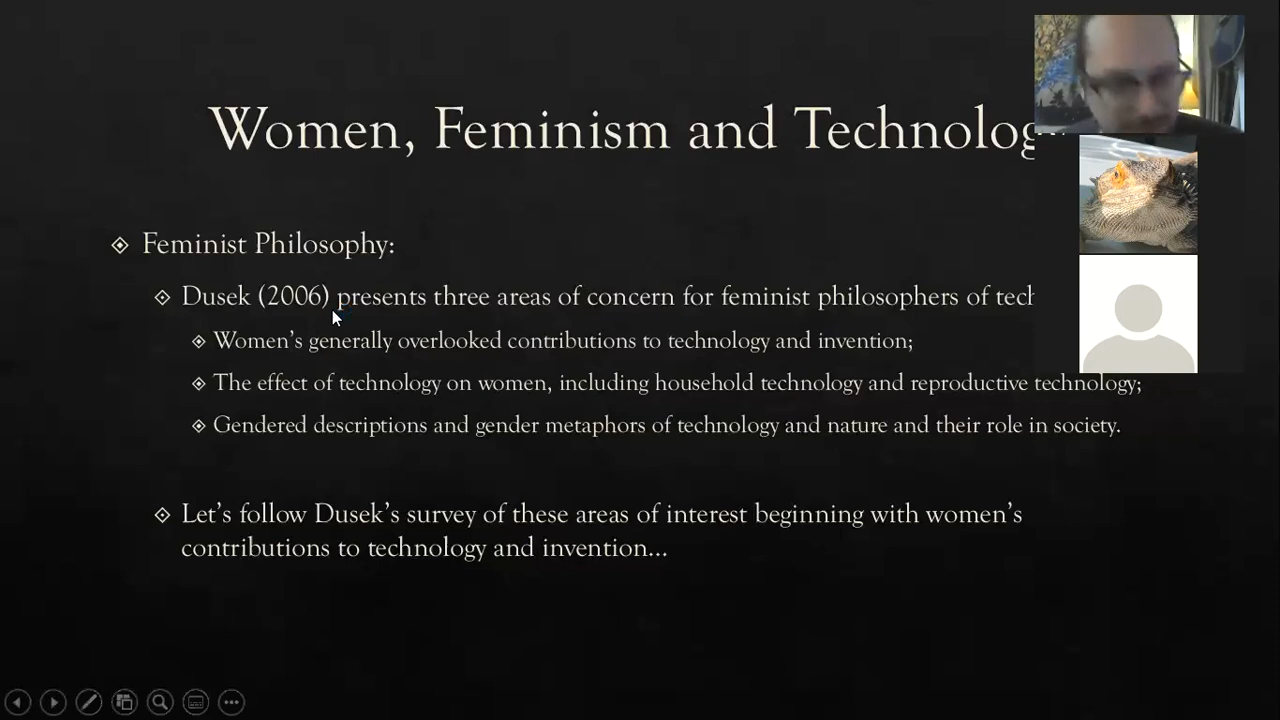 Women, Feminism and Technolog
Feminist Philosophy:
Dusek (2006) presents three areas of concern for feminist philosophers of tech
Women’s generally overlooked contributions to technology and invention;
The effect of technology on women, including household technology and reproductive technology;
Gendered descriptions and gender metaphors of technology and nature and their role in society.
Let’s follow Dusek’s survey of these areas of interest beginning with women’s
contributions to technology and invention...